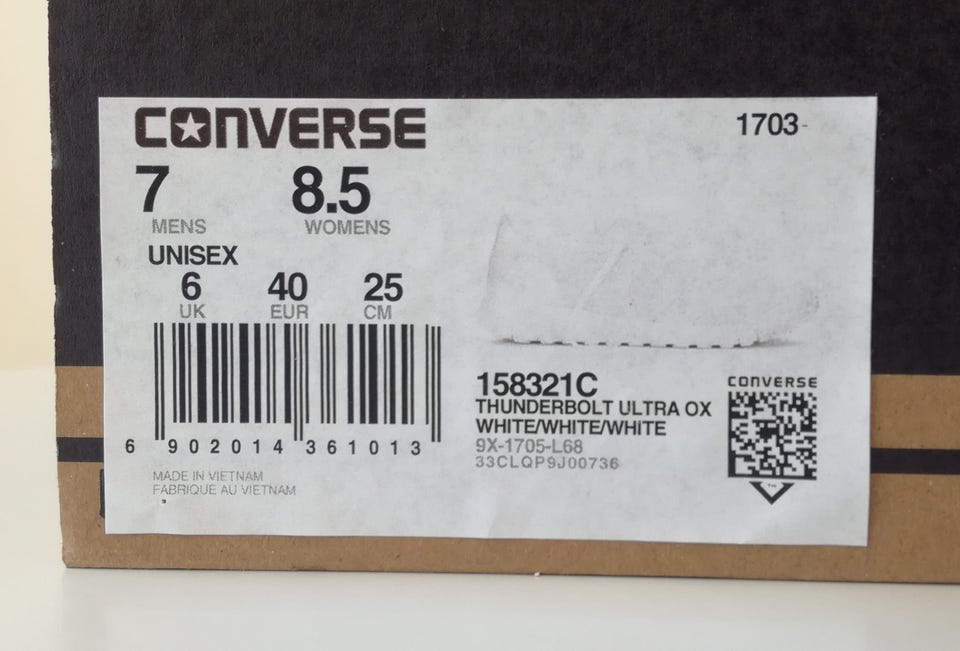 CONVERSE
1703-
7 8.5
MENS WOMENS
UNISEX
6 40 25
UK EUR CM
6 902014 361013
MADE IN VIETNAM
FABRIQUE AU VIETNAM
158321C
THUNDERBOLT ULTRA OX
WHITE/WHITE/WHITE
9X-1705-L68
33CLQP9J00736
CONVERSE
TM